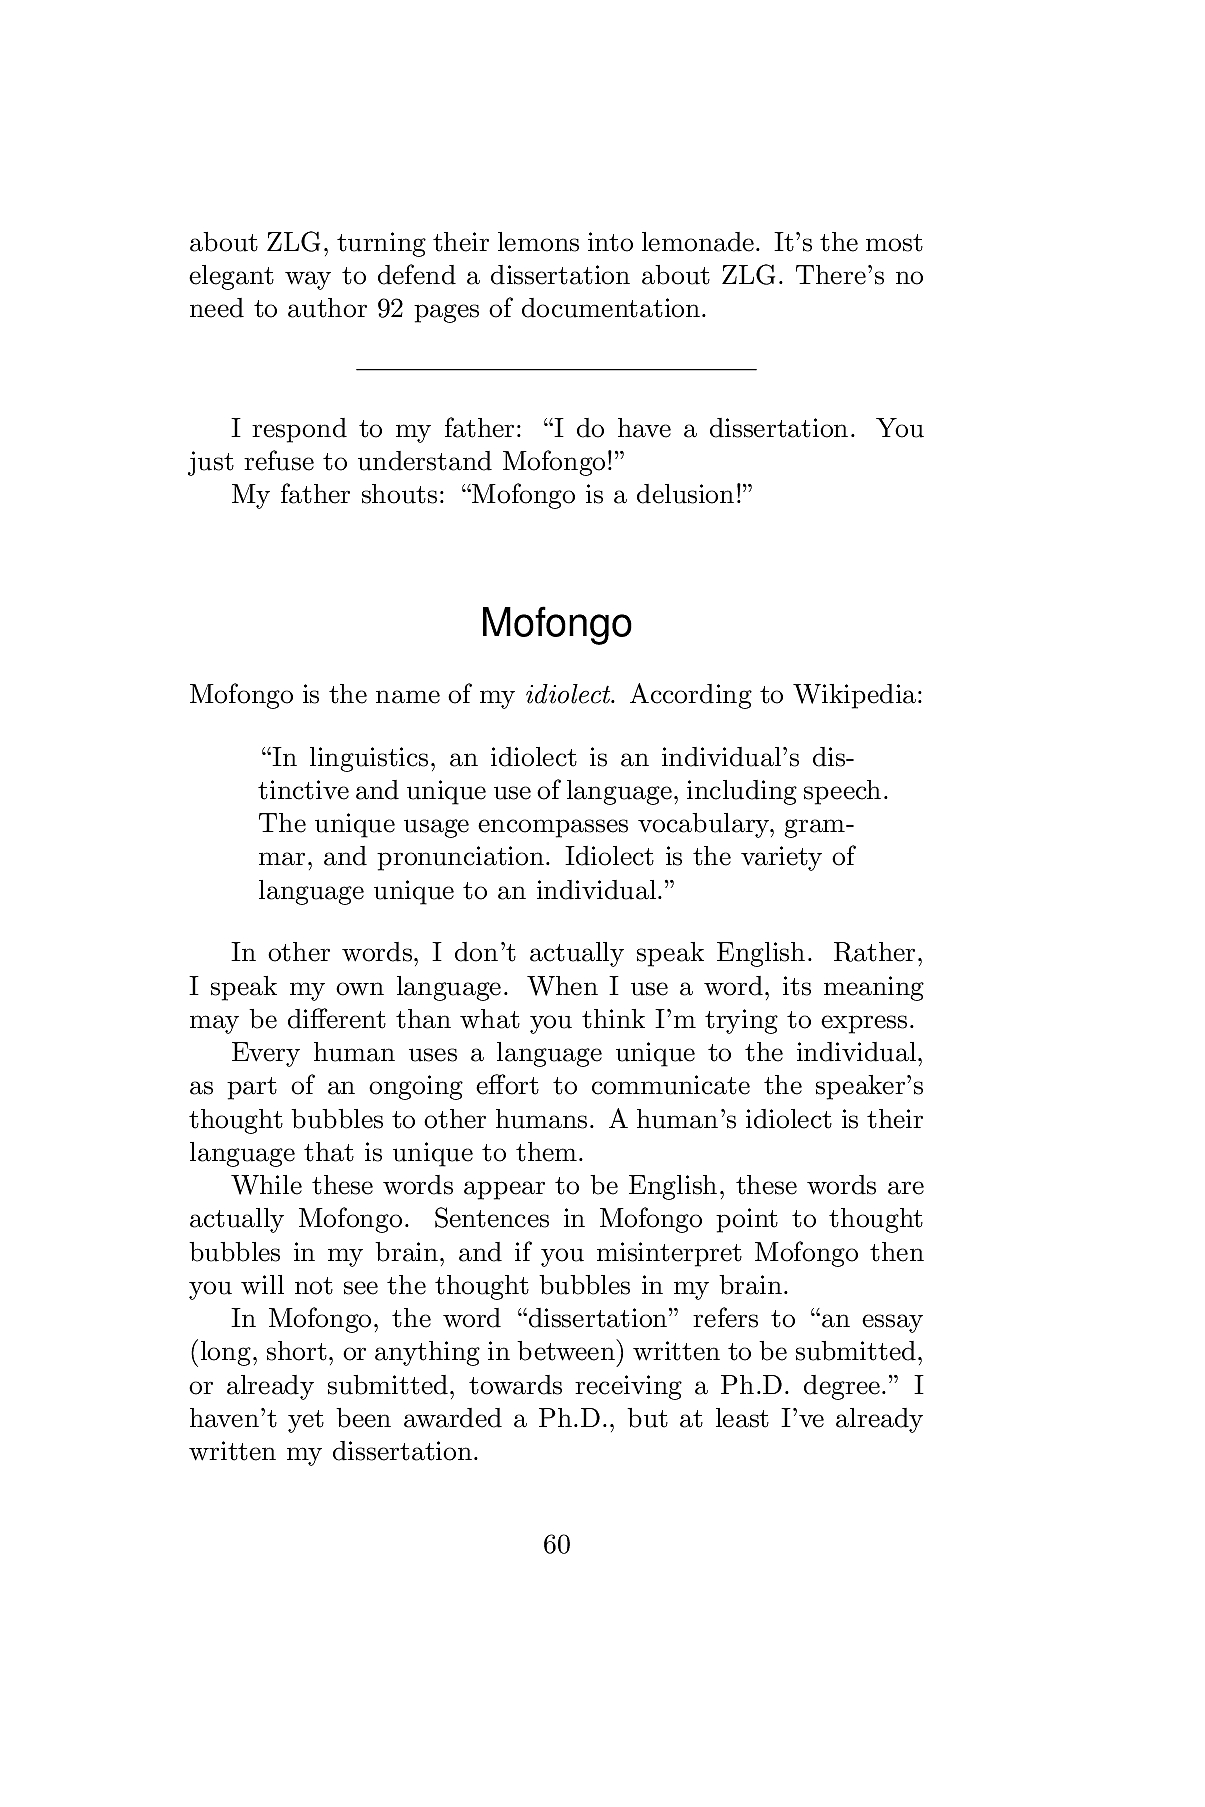 about ZLG, turning their lemons into lemonade. It’s the most
elegant way to defend a dissertation about ZLG. There’s no
need to author 92 pages of documentation.
I respond to my father: “I do have a dissertation. You
just refuse to understand Mofongo!”
My father shouts: “Mofongo is a delusion!”
Mofongo
Mofongo is the name of my idiolect. According to Wikipedia:
“In linguistics, an idiolect is an individual’s dis-
tinctive and unique use of language, including speech.
The unique usage encompasses vocabulary, gram-
mar, and pronunciation. Idiolect is the variety of
language unique to an individual.”
In other words, I don’t actually speak English. Rather,
I speak my own language. When I use a word, its meaning
may be different than what you think I’m trying to express.
Every human uses a language unique to the individual,
as part of an ongoing effort to communicate the speaker’s
thought bubbles to other humans. A human’s idiolect is their
language that is unique to them.
While these words appear to be English, these words are
actually Mofongo. Sentences in Mofongo point to thought
bubbles in my brain, and if you misinterpret Mofongo then
you will not see the thought bubbles in my brain.
In Mofongo, the word “dissertation” refers to “an essay
(long, short, or anything in between) written to be submitted,
or already submitted, towards receiving a Ph.D. degree.” I
haven’t yet been awarded a Ph.D., but at least I’ve already
written my dissertation.
60